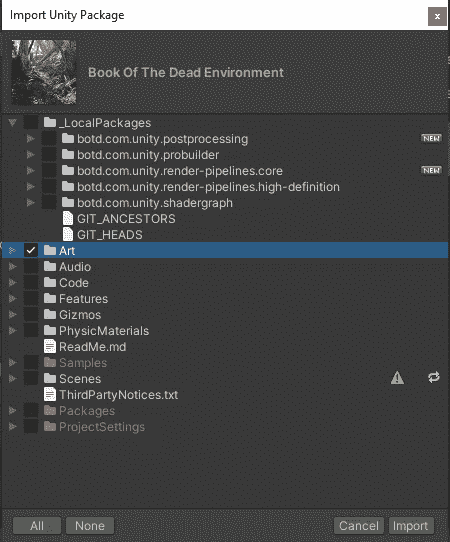 Import Unity Package
x
Book Of The Dead Environment
_LocalPackages
botd.com.unity.postprocessing NEW
botd.com.unity.probuilder
botd.com.unity.render-pipelines.core NEW
botd.com.unity.render-pipelines.high-definition
botd.com.unity.shadergraph
GIT_ANCESTORS
GIT_HEADS
Art
Audio
Code
Features
Gizmos
PhysicMaterials
ReadMe.md
Samples
Scenes
ThirdPartyNotices.txt
Packages
ProjectSettings
All None Cancel Import